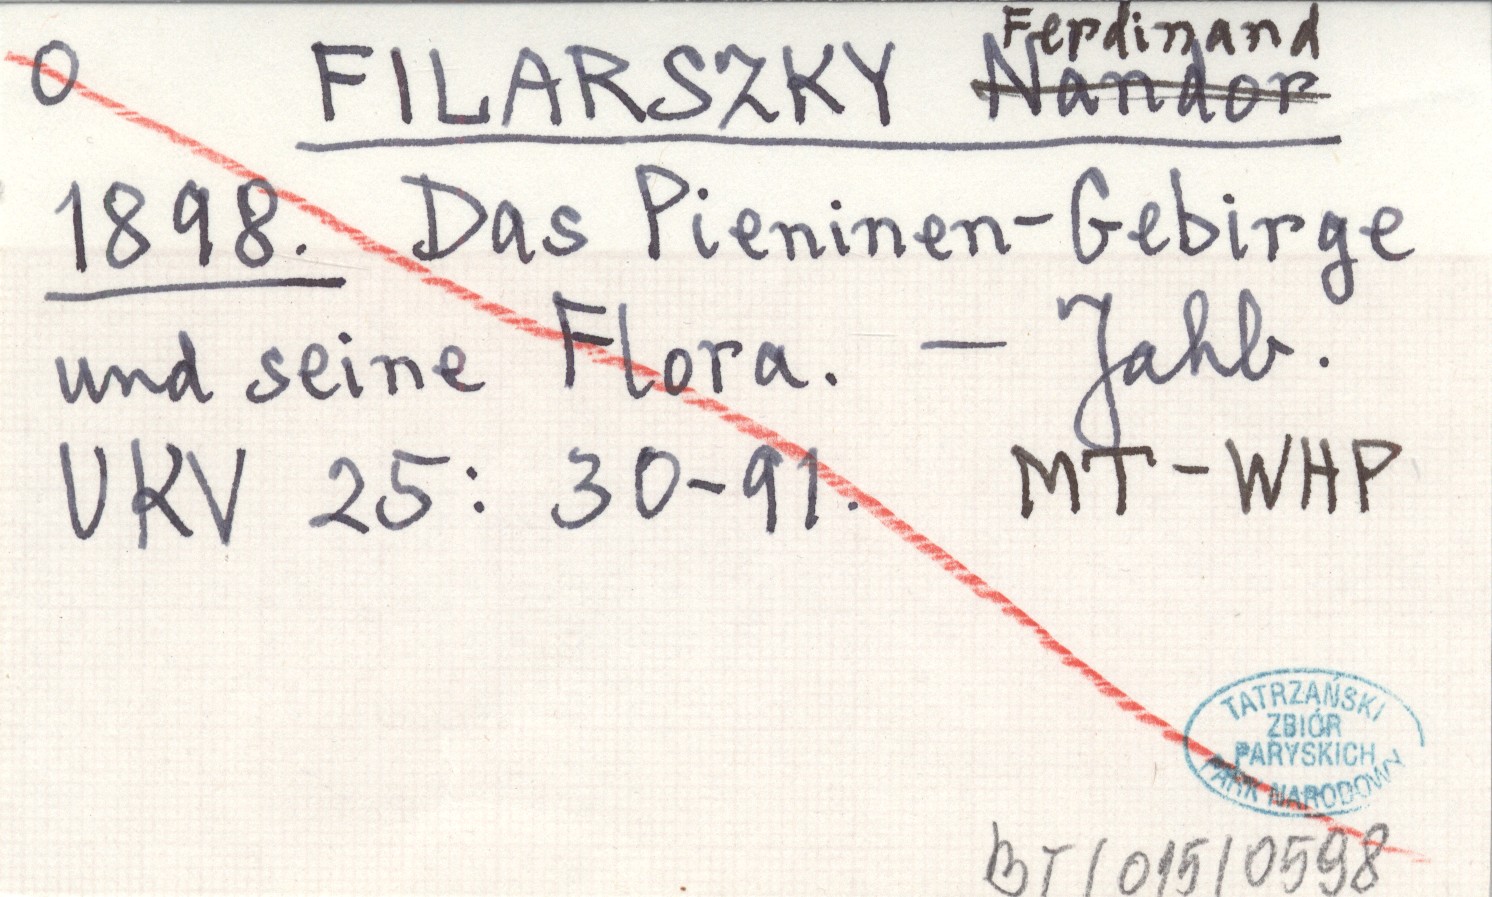 Ferdinand
O FILARSZKY Nandor
1898. Das Pieninen-Gebirge
und seine Flora. — Jahb.
UKV 25: 30-91. MT-WHP
TATRZAŃSKI
ZBIÓR
PARYSKICH
PARK NARODOWY
BT/015/0598